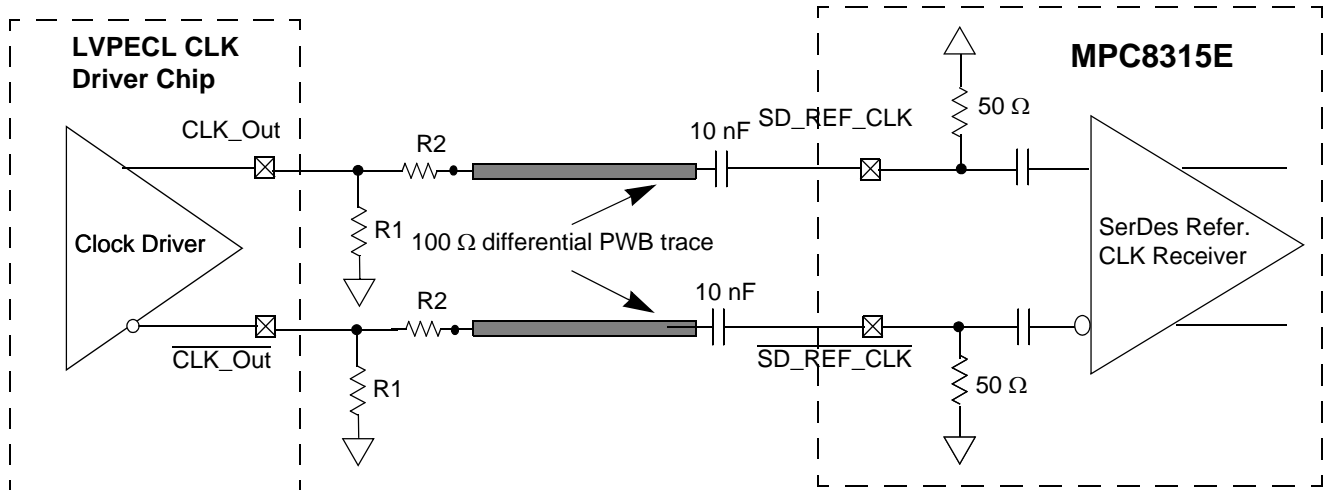 LVPECL CLK
Driver Chip
MPC8315E
CLK_Out
R2
10 nF
SD_REF_CLK
50 Ω
Clock Driver
R1
100 Ω differential PWB trace
SerDes Refer.
CLK Receiver
R2
10 nF
CLK_Out
SD_REF_CLK
R1
50 Ω